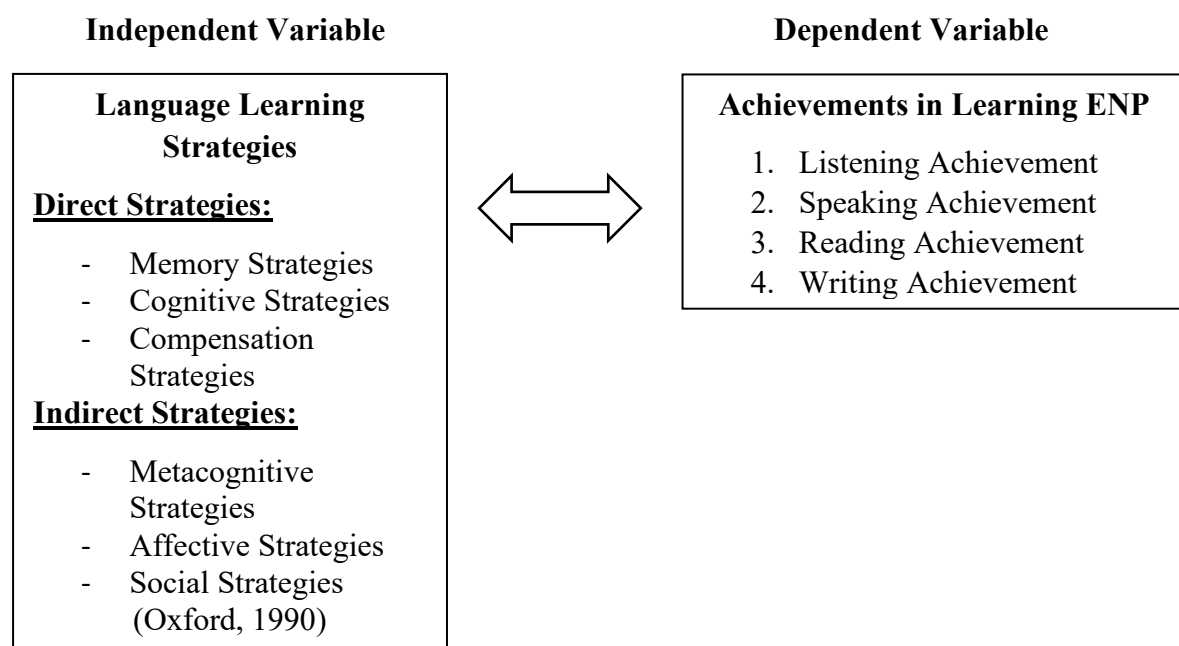 Independent Variable
Dependent Variable
Language Learning
Strategies
Direct Strategies:
- Memory Strategies
- Cognitive Strategies
- Compensation
Strategies
Indirect Strategies:
- Metacognitive
Strategies
- Affective Strategies
- Social Strategies
(Oxford, 1990)
Achievements in Learning ENP
1. Listening Achievement
2. Speaking Achievement
3. Reading Achievement
4. Writing Achievement